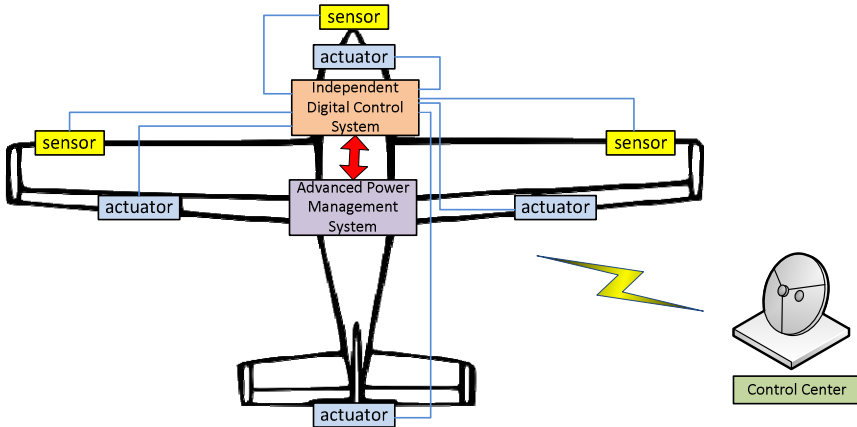 sensor
actuator
Independent
Digital Control
System
sensor
sensor
Advanced Power
Management
System
actuator
actuator
Control Center
actuator